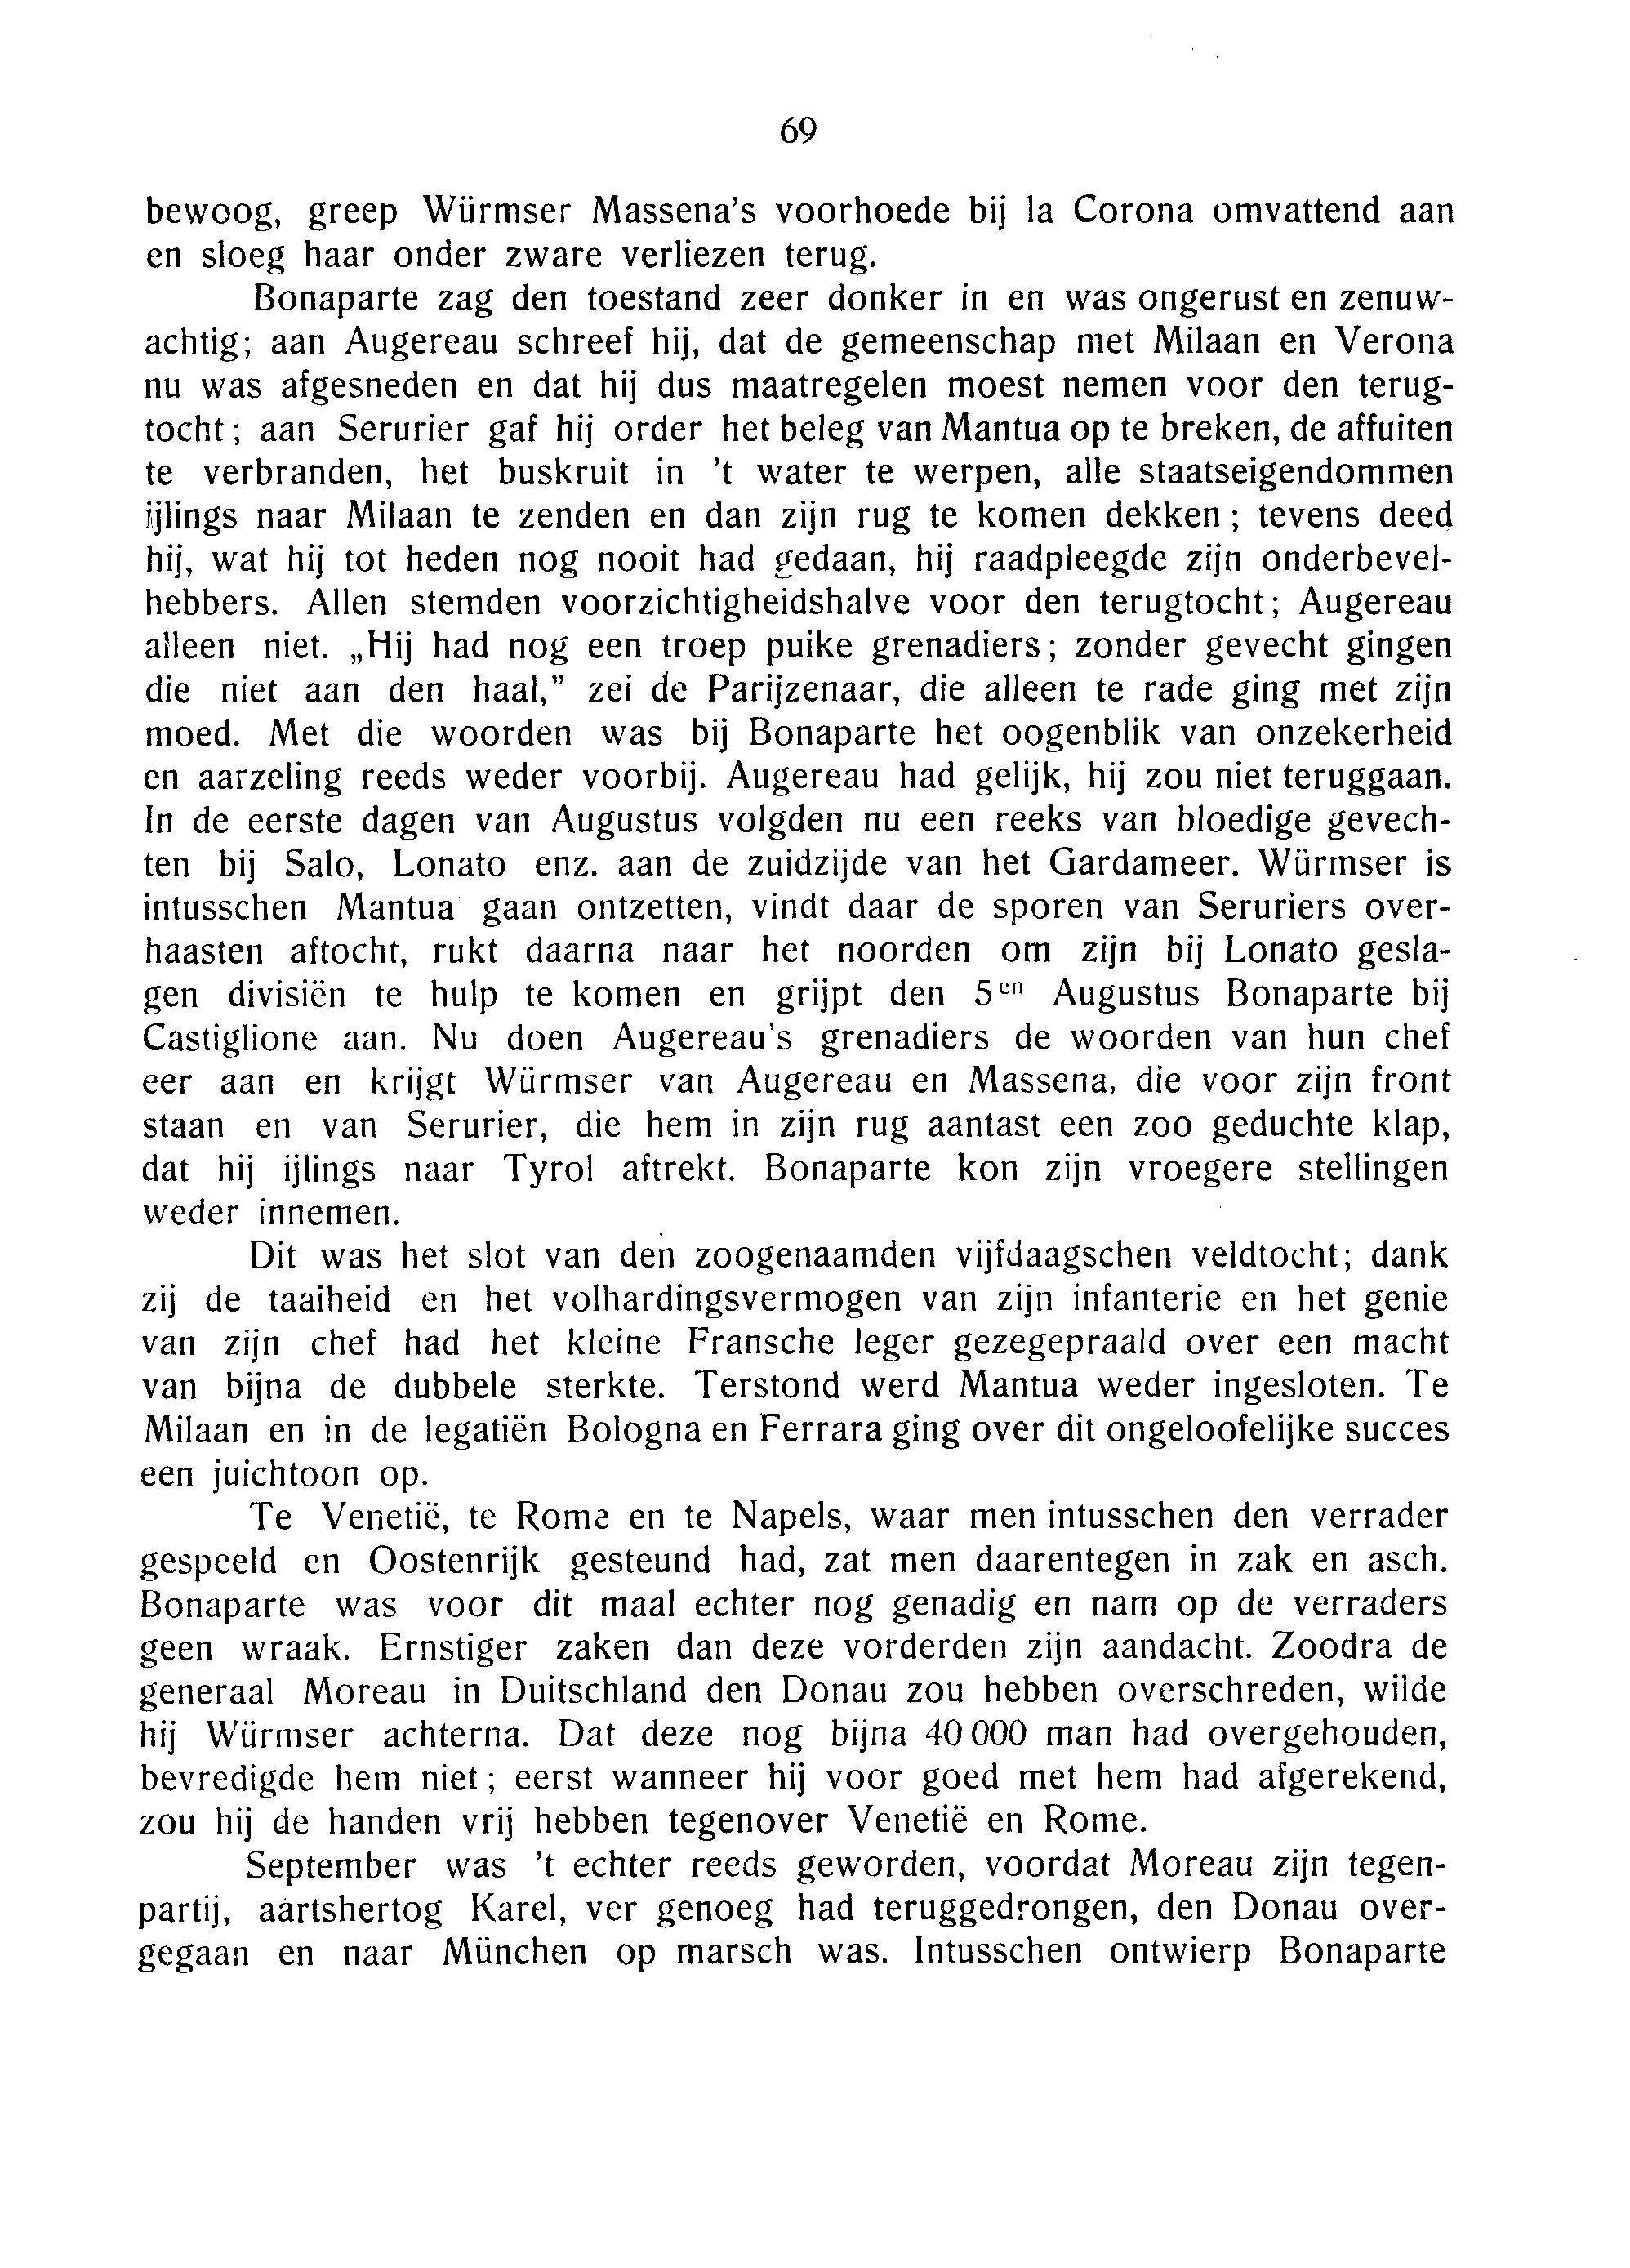 69
bewoog, greep Würmser Massena's voorhoede bij la Corona omvattend aan
en sloeg haar onder zware verliezen terug.
Bonaparte zag den toestand zeer donker in en was ongerust en zenuw-
achtig; aan Augereau schreef hij, dat de gemeenschap met Milaan en Verona
nu was afgesneden en dat hij dus maatregelen moest nemen voor den terug-
tocht; aan Serurier gaf hij order het beleg van Mantua op te breken, de affuiten
te verbranden, het buskruit in 't water te werpen, alle staatseigendommen
ijlings naar Milaan te zenden en dan zijn rug te komen dekken; tevens deed
hij, wat hij tot heden nog nooit had gedaan, hij raadpleegde zijn onderbevel-
hebbers. Allen stemden voorzichtigheidshalve voor den terugtocht; Augereau
alleen niet. „Hij had nog een troep puike grenadiers; zonder gevecht gingen
die niet aan den haal,” zei de Parijzenaar, die alleen te rade ging met zijn
moed. Met die woorden was bij Bonaparte het oogenblik van onzekerheid
en aarzeling reeds weder voorbij. Augereau had gelijk, hij zou niet teruggaan.
In de eerste dagen van Augustus volgden nu een reeks van bloedige gevech-
ten bij Salo, Lonato enz. aan de zuidzijde van het Gardameer. Würmser is
intusschen Mantua gaan ontzetten, vindt daar de sporen van Seruriers over-
haasten aftocht, rukt daarna naar het noorden om zijn bij Lonato gesla-
gen divisiën te hulp te komen en grijpt den 5en Augustus Bonaparte bij
Castiglione aan. Nu doen Augereau's grenadiers de woorden van hun chef
eer aan en krijgt Würmser van Augereau en Massena, die voor zijn front
staan en van Serurier, die hem in zijn rug aantast een zoo geduchte klap,
dat hij ijlings naar Tyrol aftrekt. Bonaparte kon zijn vroegere stellingen
weder innemen.
Dit was het slot van den zoogenaamden vijfdaagschen veldtocht; dank
zij de taaiheid en het volhardingsvermogen van zijn infanterie en het genie
van zijn chef had het kleine Fransche leger gezegepraald over een macht
van bijna de dubbele sterkte. Terstond werd Mantua weder ingesloten. Te
Milaan en in de legatiën Bologna en Ferrara ging over dit ongeloofelijke succes
een juichtoon op.
Te Venetië, te Rome en te Napels, waar men intusschen den verrader
gespeeld en Oostenrijk gesteund had, zat men daarentegen in zak en asch.
Bonaparte was voor dit maal echter nog genadig en nam op de verraders
geen wraak. Ernstiger zaken dan deze vorderden zijn aandacht. Zoodra de
generaal Moreau in Duitschland den Donau zou hebben overschreden, wilde
hij Würmser achterna. Dat deze nog bijna 40 000 man had overgehouden,
bevredigde hem niet; eerst wanneer hij voor goed met hem had afgerekend,
zou hij de handen vrij hebben tegenover Venetië en Rome.
September was 't echter reeds geworden, voordat Moreau zijn tegen-
partij, aartshertog Karel, ver genoeg had teruggedrongen, den Donau over-
gegaan en naar München op marsch was. Intusschen ontwierp Bonaparte